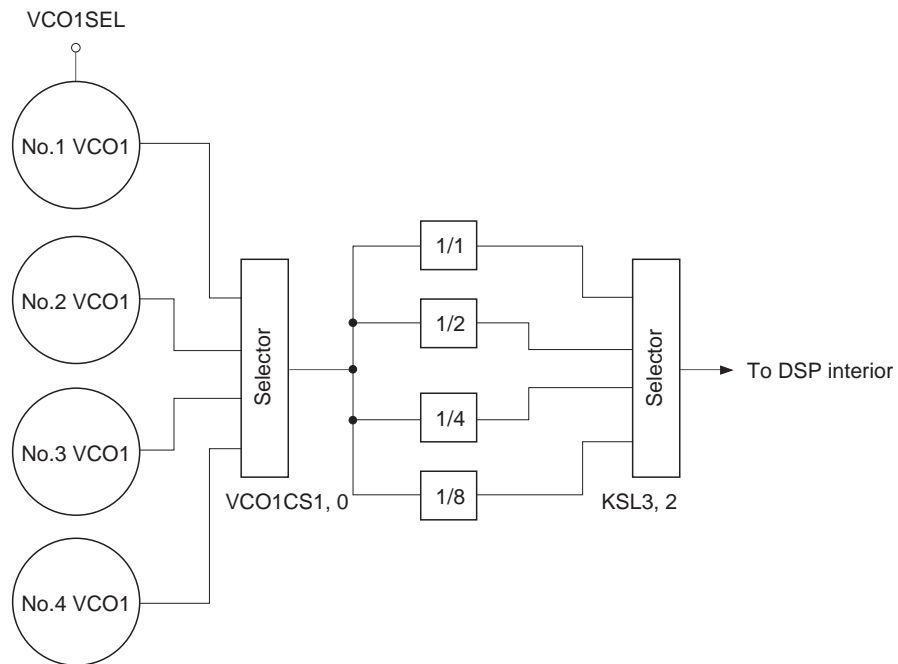 VCO1SEL
No.1 VCO1
No.2 VCO1
No.3 VCO1
No.4 VCO1
Selector
VCO1CS1, 0
1/1
1/2
1/4
1/8
Selector
KSL3, 2
To DSP interior